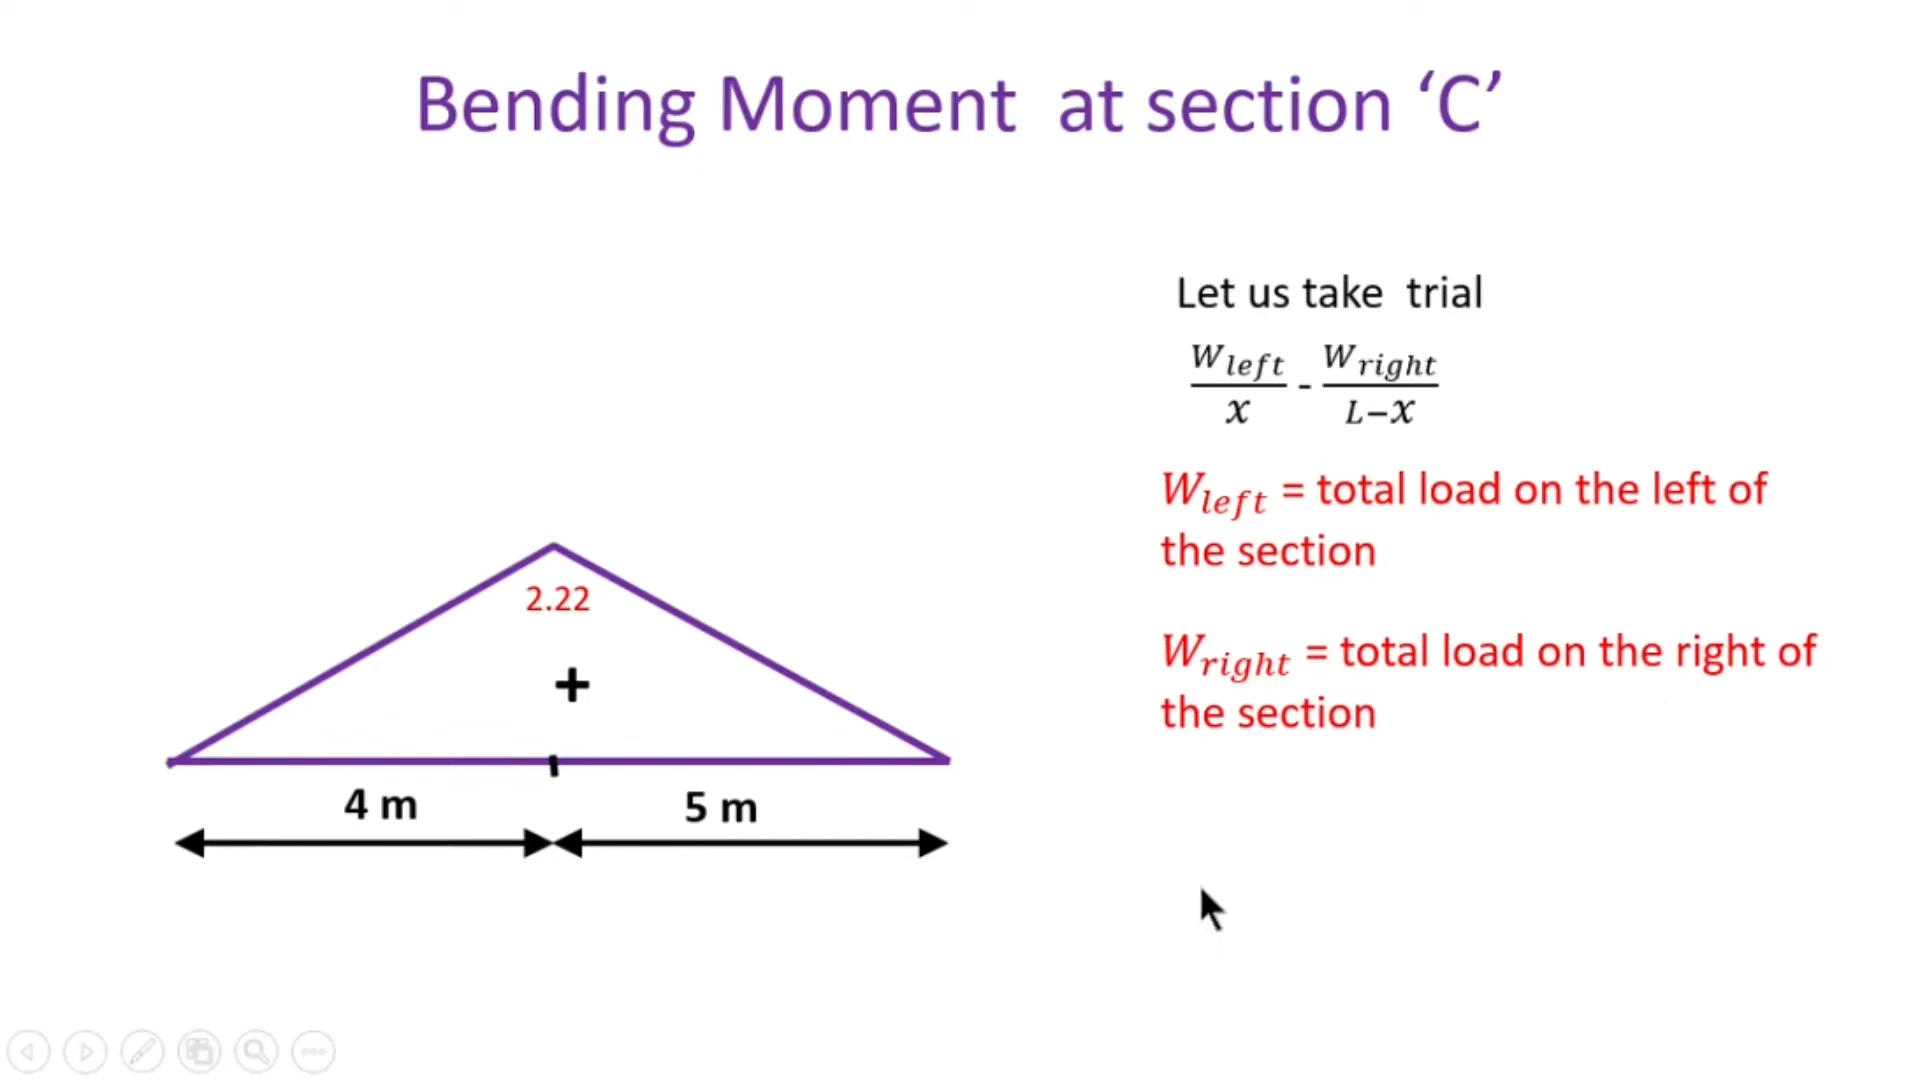 Bending Moment at section ‘C’
Let us take trial
W_left / x - W_right / L−x
W_left = total load on the left of
the section
W_right = total load on the right of
the section
2.22
+
4 m
5 m